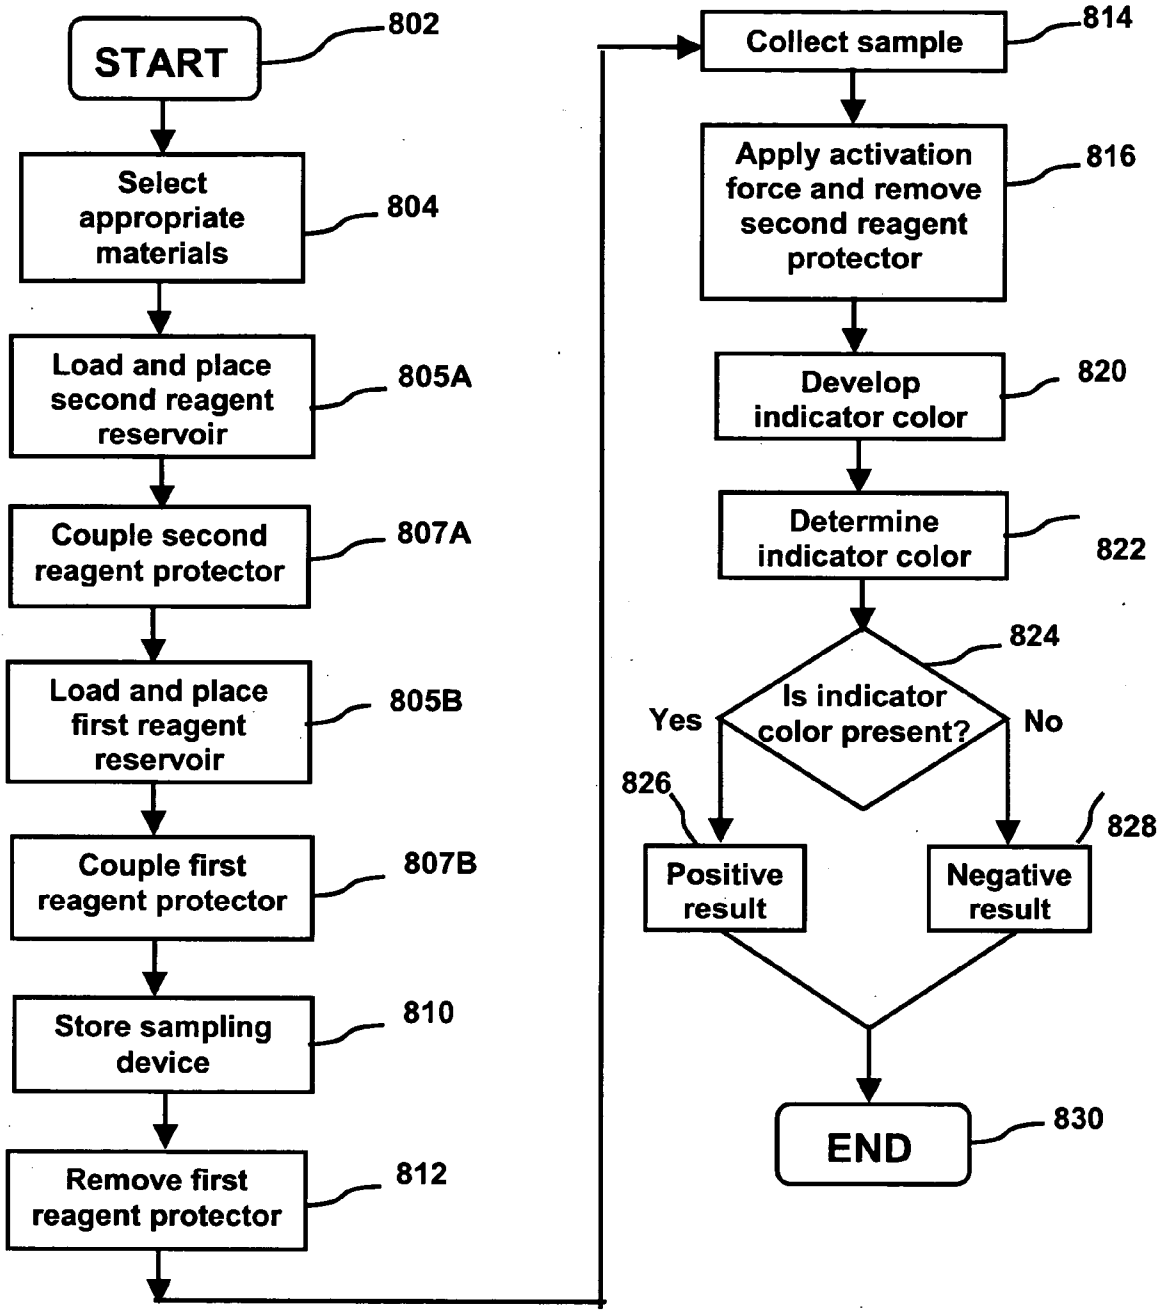 START
802
Select
appropriate
materials
804
Load and place
second reagent
reservoir
805A
Couple second
reagent protector
807A
Load and place
first reagent
reservoir
805B
Couple first
reagent protector
807B
Store sampling
device
810
Remove first
reagent protector
812
Collect sample
814
Apply activation
force and remove
second reagent
protector
816
Develop
indicator color
820
Determine
indicator color
822
Is indicator
color present?
824
Yes
No
826
Positive
result
828
Negative
result
END
830